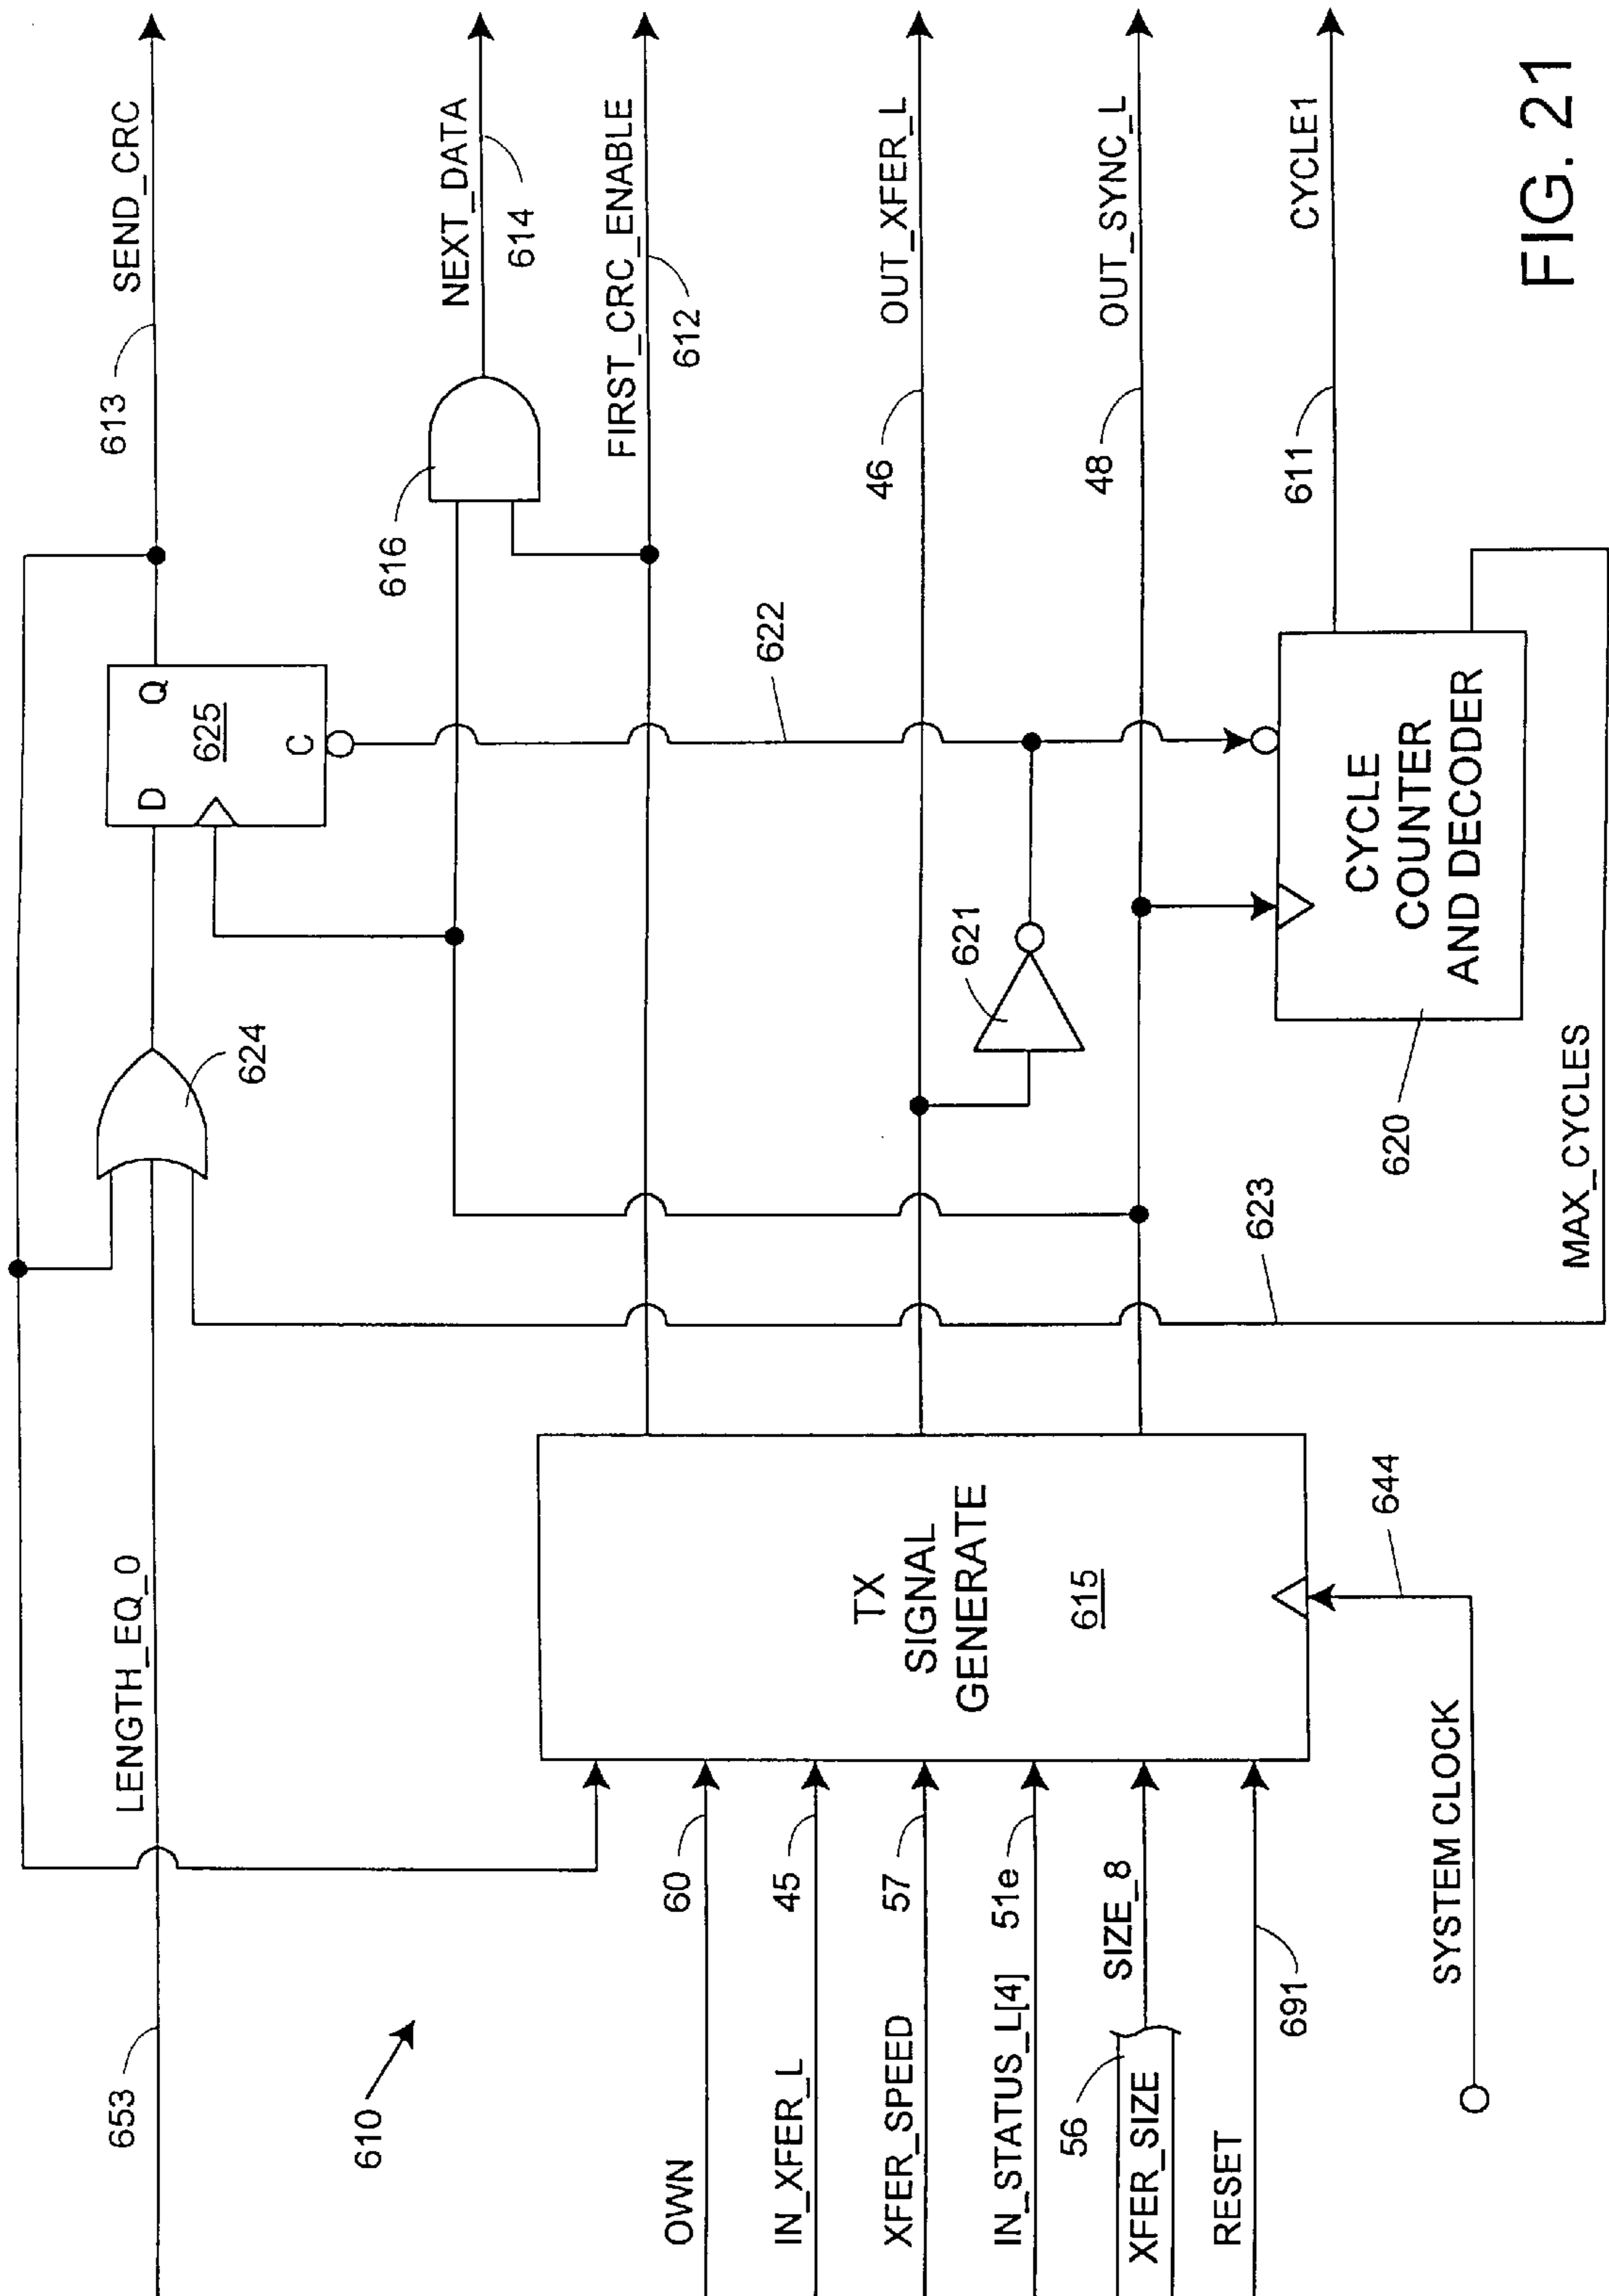 653
LENGTH_EQ_0
613
SEND_CRC
610
624
D
Q
625
C
616
NEXT_DATA
614
FIRST_CRC_ENABLE
612
OWN
60
IN_XFER_L
45
XFER_SPEED
57
IN_STATUS_L[4]
51e
56
XFER_SIZE
SIZE_8
RESET
691
TX
SIGNAL
GENERATE
615
622
46
OUT_XFER_L
621
48
OUT_SYNC_L
623
620
CYCLE
COUNTER
AND DECODER
611
CYCLE1
SYSTEM CLOCK
644
MAX_CYCLES
FIG. 21